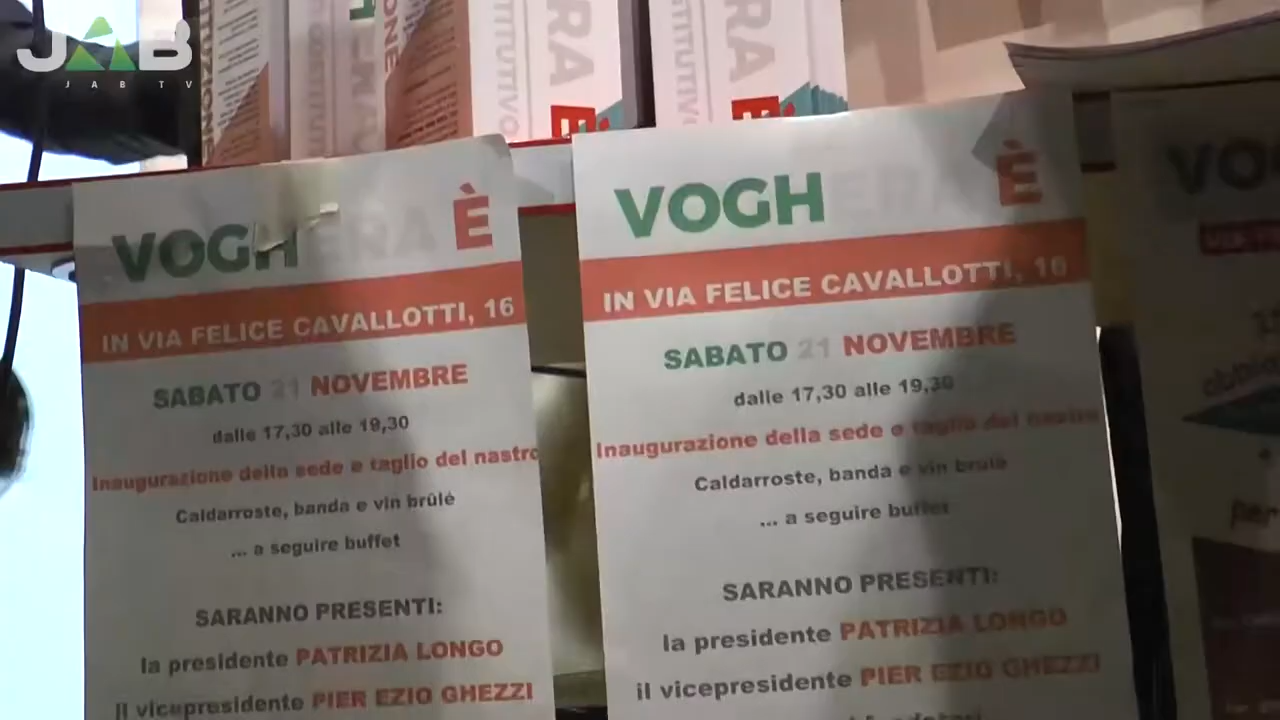 JAB
JAB TV
TITUTIVO
RA
È
TUTIVO
RA
È
VOGHERA È
IN VIA FELICE CAVALLOTTI, 16
SABATO 21 NOVEMBRE
dalle 17,30 alle 19,30
Inaugurazione della sede e taglio del nastro
Caldarroste, banda e vin brûlé
... a seguire buffet
SARANNO PRESENTI:
la presidente PATRIZIA LONGO
il vicepresidente PIER EZIO GHEZZI
VOGHERA È
IN VIA FELICE CAVALLOTTI, 16
SABATO 21 NOVEMBRE
dalle 17,30 alle 19,30
Inaugurazione della sede e taglio del nastro
Caldarroste, banda e vin brulè
... a seguire buffet
SARANNO PRESENTI:
la presidente PATRIZIA LONGO
il vicepresidente PIER EZIO GHEZZI